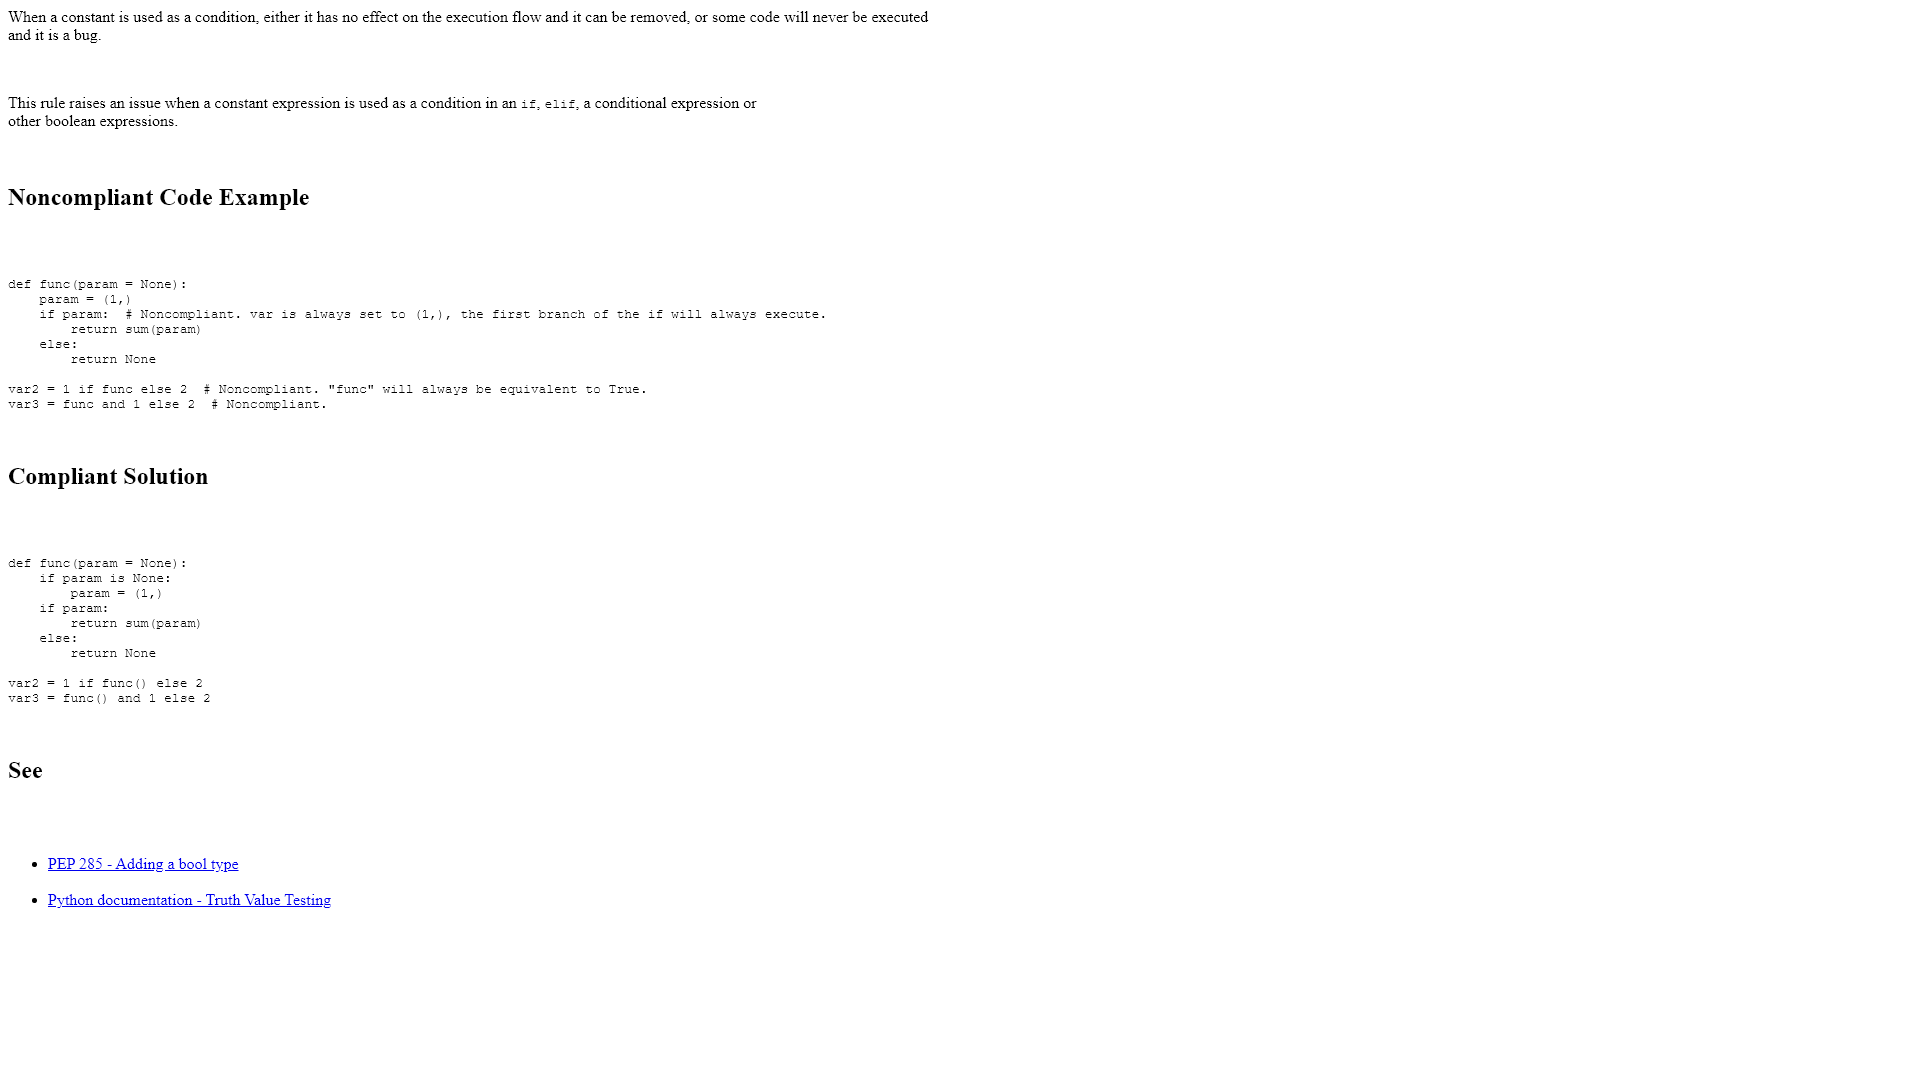 When a constant is used as a condition, either it has no effect on the execution flow and it can be removed, or some code will never be executed
and it is a bug.
This rule raises an issue when a constant expression is used as a condition in an if, elif, a conditional expression or
other boolean expressions.
Noncompliant Code Example
def func(param = None):
    param = (1,)
    if param:  # Noncompliant. var is always set to (1,), the first branch of the if will always execute.
        return sum(param)
    else:
        return None
var2 = 1 if func else 2  # Noncompliant. "func" will always be equivalent to True.
var3 = func and 1 else 2  # Noncompliant.
Compliant Solution
def func(param = None):
    if param is None:
        param = (1,)
    if param:
        return sum(param)
    else:
        return None
var2 = 1 if func() else 2
var3 = func() and 1 else 2
See
• PEP 285 - Adding a bool type
• Python documentation - Truth Value Testing